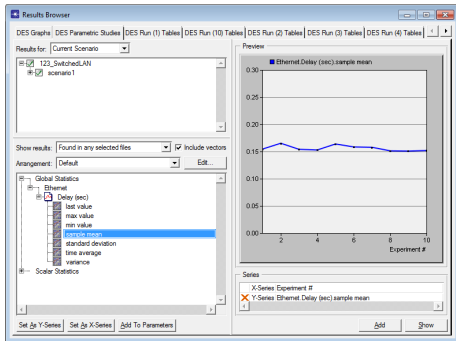 Results Browser
DES Graphs DES Parametric Studies DES Run (1) Tables DES Run (10) Tables DES Run (2) Tables DES Run (3) Tables DES Run (4) Tables
Results for: Current Scenario
123_SwitchedLAN
scenario1
Show results: Found in any selected files Include vectors
Arrangement: Default Edit...
Global Statistics
Ethernet
Delay (sec)
last value
max value
min value
sample mean
standard deviation
time average
variance
Scalar Statistics
Set As Y-Series Set As X-Series Add To Parameters
Preview
Ethernet.Delay (sec).sample mean
0.30
0.25
0.20
0.15
0.10
0.05
0.00
2 4 6 8 10
Experiment #
Series
X-Series Experiment #
Y-Series Ethernet.Delay (sec).sample mean
Add Show